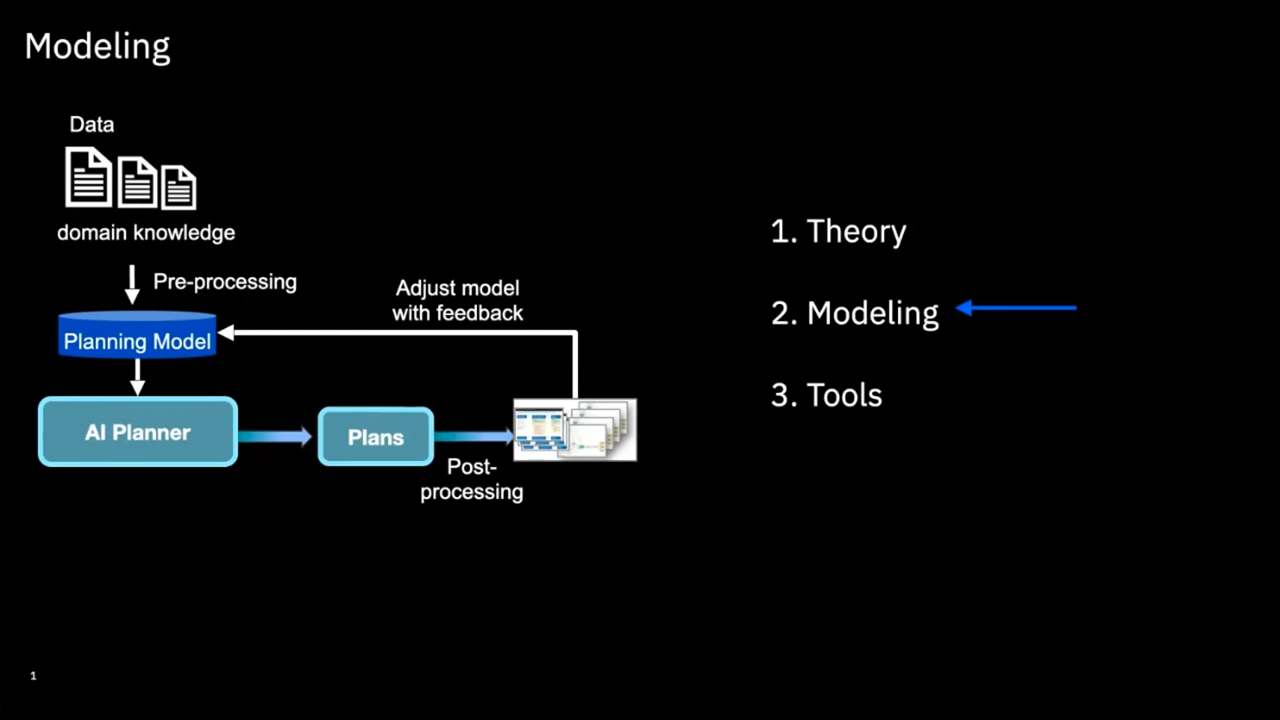 Modeling
Data
domain knowledge
Pre-processing
Adjust model
with feedback
Planning Model
AI Planner
Plans
Post-
processing
1. Theory
2. Modeling
3. Tools
1